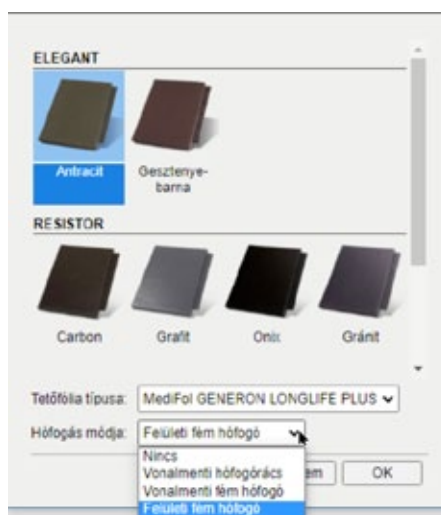 ELEGANT
Antracit
Gesztenye-
barna
RESISTOR
Carbon
Grafit
Onix
Gránit
Tetőfólia típusa:
MediFol GENERON LONGLIFE PLUS
Hófogás módja:
Felületi fém hófogó
Nincs
Vonalmenti hófogórács
Vonalmenti fém hófogó
Felületi fém hófogó
OK